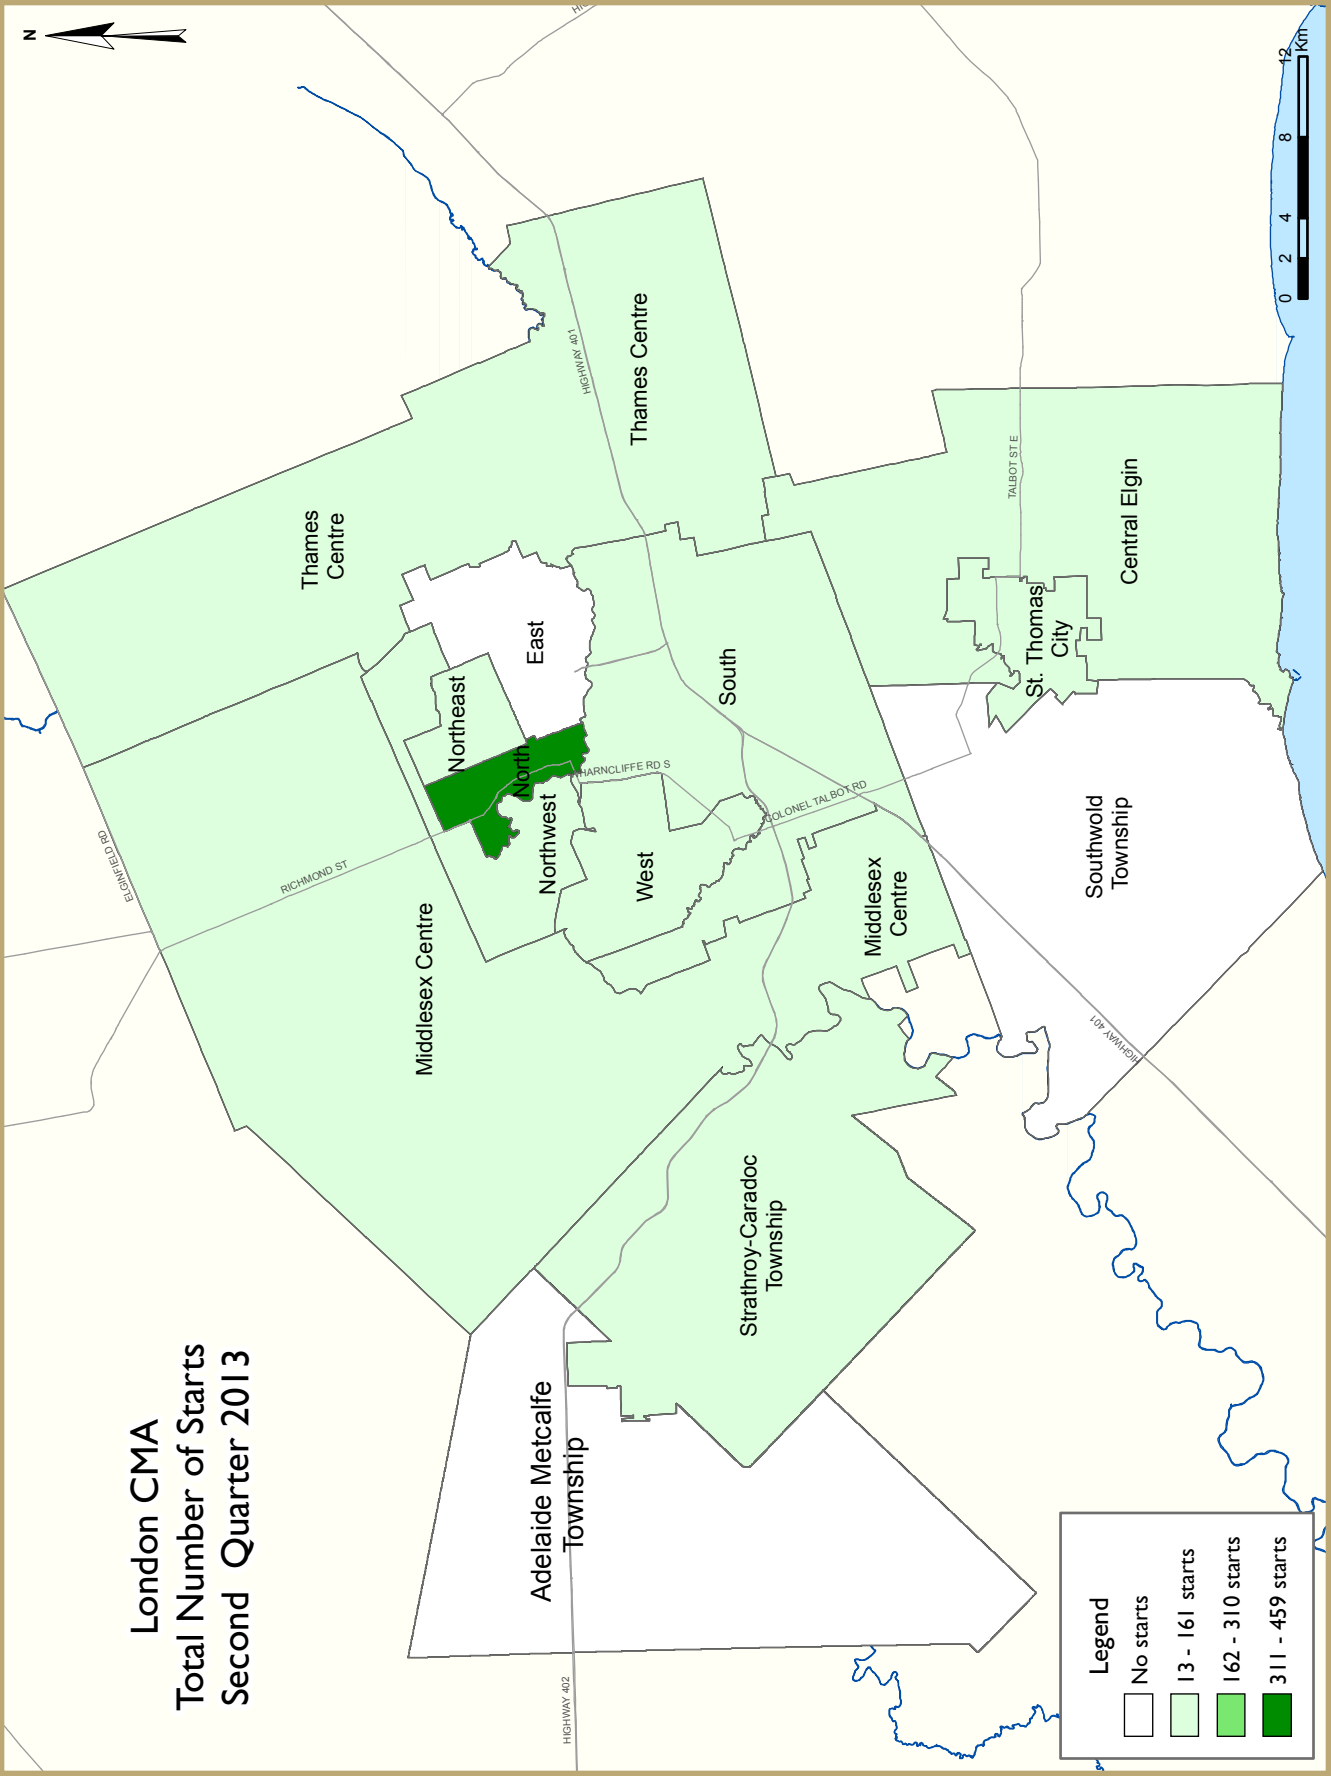 London CMA
Total Number of Starts
Second Quarter 2013
N
ELGINFIELD RD
RICHMOND ST
Thames
Centre
Middlesex Centre
Northeast
East
North
Northwest
HIGHWAY 401
Thames Centre
WHARNCLIFFE RD S
West
South
COLONEL TALBOT RD
Middlesex
Centre
Adelaide Metcalfe
Township
HIGHWAY 402
Strathroy-Caradoc
Township
TALBOT ST E
St. Thomas
City
Central Elgin
Southwold
Township
HIGHWAY 401
Legend
No starts
13 - 161 starts
162 - 310 starts
311 - 459 starts
0 2 4 8 12
Km